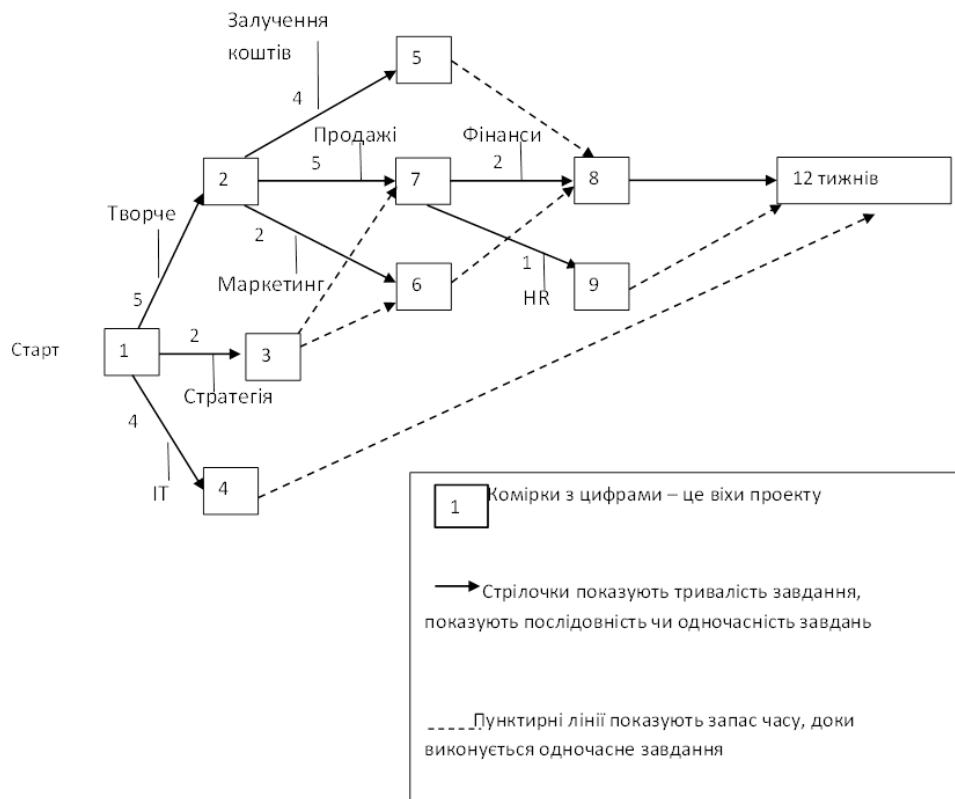 Залучення
коштів
5
4
Продажі
Фінанси
5
2
2
7
8
12 тижнів
Творче
2
Маркетинг
6
1
9
HR
5
2
Старт
1
3
Стратегія
4
IT
4
1
Комірки з цифрами – це віхи проекту
Стрілочки показують тривалість завдання,
показують послідовність чи одночасність завдань
Пунктирні лінії показують запас часу, доки
виконується одночасне завдання